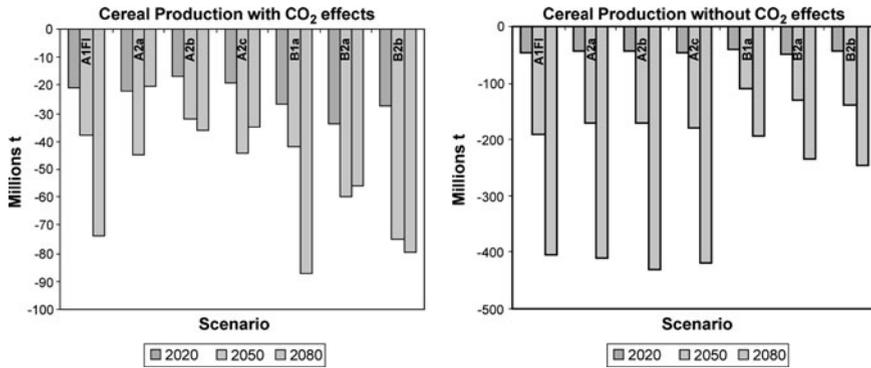 Cereal Production with CO₂ effects
0
-10
-20
-30
-40
-50
-60
-70
-80
-90
-100
Millions t
A1FI
A2a
A2b
A2c
B1a
B2a
B2b
Scenario
2020 2050 2080
Cereal Production without CO₂ effects
0
-100
-200
-300
-400
-500
Millions t
A1FI
A2a
A2b
A2c
B1a
B2a
B2b
Scenario
2020 2050 2080